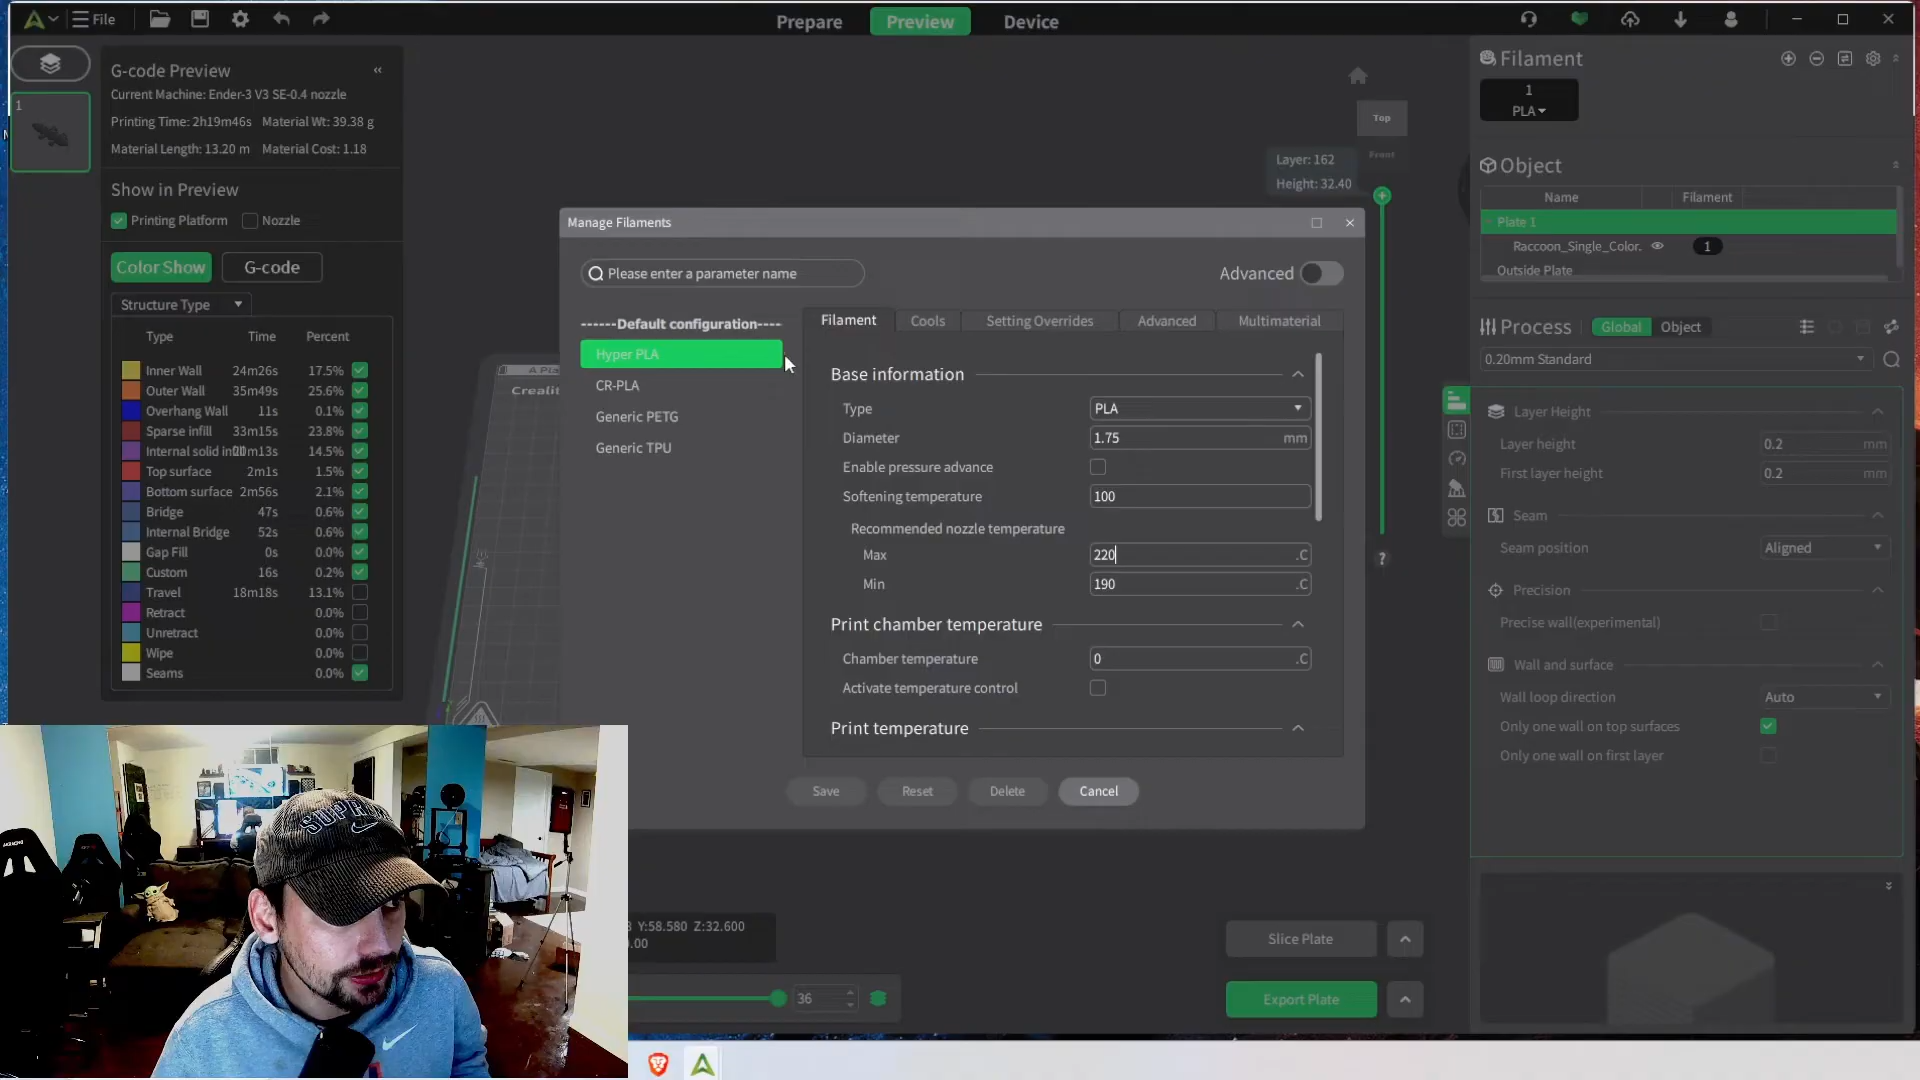 File
Prepare
Preview
Device
1
G-code Preview
Current Machine: Ender-3 V3 SE-0.4 nozzle
Printing Time: 2h19m46s Material Wt: 39.38 g
Material Length: 13.20 m Material Cost: 1.18
Show in Preview
Printing Platform Nozzle
Color Show G-code
Structure Type
Type Time Percent
Inner Wall 24m26s 17.5%
Outer Wall 35m49s 25.6%
Overhang Wall 11s 0.1%
Sparse infill 33m15s 23.8%
Internal solid inf 14.5%
Top surface 2m1s 1.5%
Bottom surface 2m56s 2.1%
Bridge 47s 0.6%
Internal Bridge 52s 0.6%
Gap Fill 0s 0.0%
Custom 16s 0.2%
Travel 18m18s 13.1%
Retract 0.0%
Unretract 0.0%
Wipe 0.0%
Seams 0.0%
Top
Front
Layer: 162
Height: 32.40
Crealit
Manage Filaments
Please enter a parameter name
Advanced
------Default configuration----
Hyper PLA
CR-PLA
Generic PETG
Generic TPU
Filament Cools Setting Overrides Advanced Multimaterial
Base information
Type PLA
Diameter 1.75 mm
Enable pressure advance
Softening temperature 100
Recommended nozzle temperature
Max 220 .C
Min 190 .C
Print chamber temperature
Chamber temperature 0 .C
Activate temperature control
Print temperature
Save Reset Delete Cancel
?
Filament
1
PLA
Object
Name Filament
Plate 1
Raccoon_Single_Color. 1
Outside Plate
Process Global Object
0.20mm Standard
Layer Height
Layer height 0.2 mm
First layer height 0.2 mm
Seam
Seam position Aligned
Precision
Precise wall(experimental)
Wall and surface
Wall loop direction Auto
Only one wall on top surfaces
Only one wall on first layer
Y:58.580 Z:32.600
.00
36
Slice Plate
Export Plate
SUPR